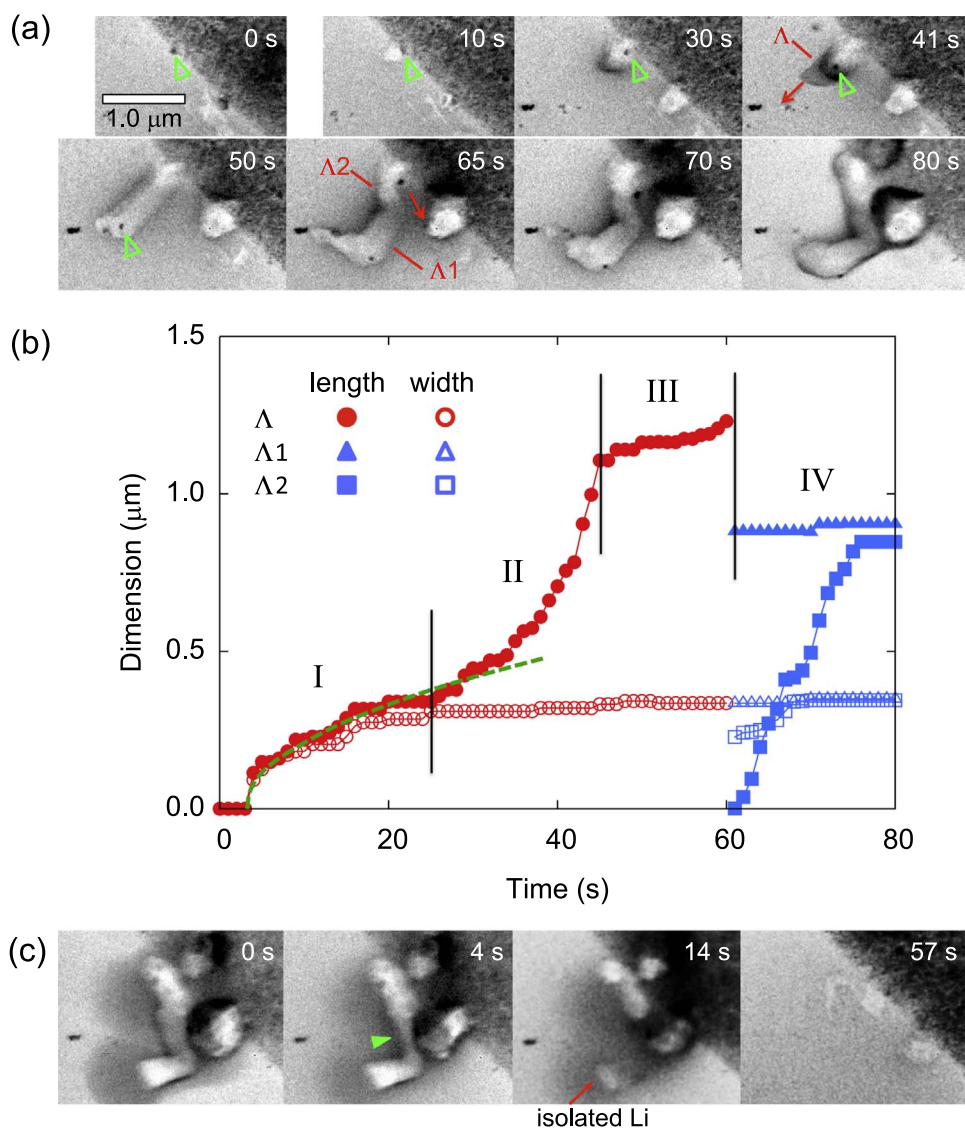 (a)
0 s
10 s
30 s
41 s
Λ
1.0 μm
50 s
65 s
70 s
80 s
Λ2
Λ1
(b)
1.5
1.0
0.5
0.0
Dimension (μm)
length width
Λ
Λ1
Λ2
I
II
III
IV
0 20 40 60 80
Time (s)
(c)
0 s
4 s
14 s
57 s
isolated Li